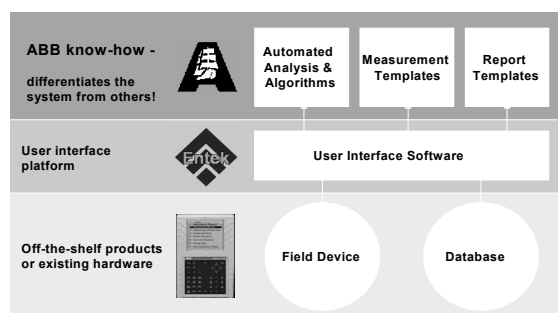 ABB know-how -
differentiates the
system from others!
Automated
Analysis &
Algorithms
Measurement
Templates
Report
Templates
User interface
platform
Entek
User Interface Software
Off-the-shelf products
or existing hardware
Field Device
Database